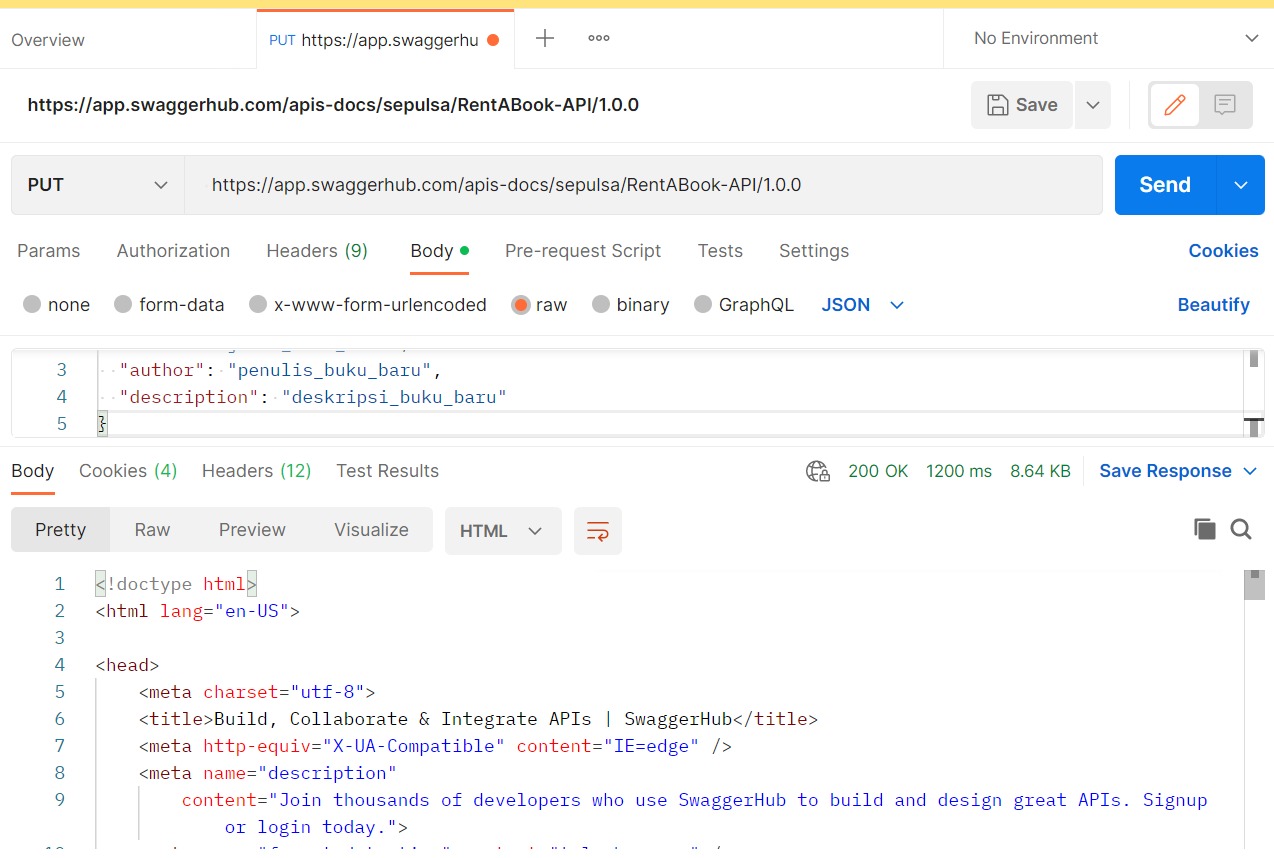 Overview
PUT https://app.swaggerhu
No Environment
https://app.swaggerhub.com/apis-docs/sepulsa/RentABook-API/1.0.0
Save
PUT
https://app.swaggerhub.com/apis-docs/sepulsa/RentABook-API/1.0.0
Send
Params Authorization Headers (9) Body Pre-request Script Tests Settings Cookies
none form-data x-www-form-urlencoded raw binary GraphQL JSON Beautify
3 "author": "penulis_buku_baru",
4 "description": "deskripsi_buku_baru"
5 }
Body Cookies (4) Headers (12) Test Results 200 OK 1200 ms 8.64 KB Save Response
Pretty Raw Preview Visualize HTML
1 <!doctype html>
2 <html lang="en-US">
3
4 <head>
5 <meta charset="utf-8">
6 <title>Build, Collaborate & Integrate APIs | SwaggerHub</title>
7 <meta http-equiv="X-UA-Compatible" content="IE=edge" />
8 <meta name="description"
9 content="Join thousands of developers who use SwaggerHub to build and design great APIs. Signup
or login today.">